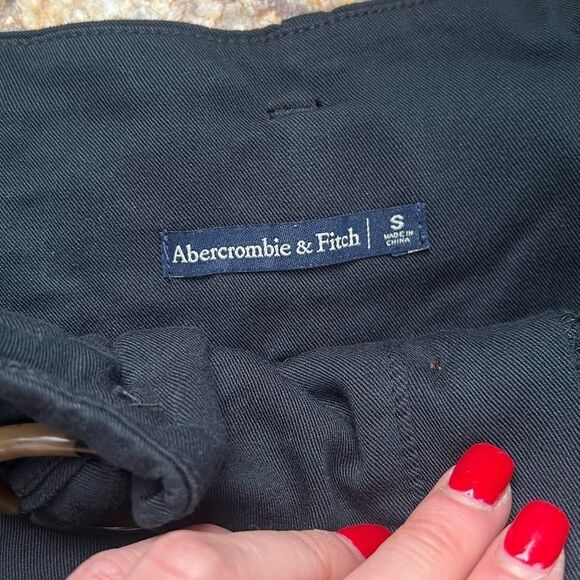 Abercrombie & Fitch | S
MADE IN
CHINA